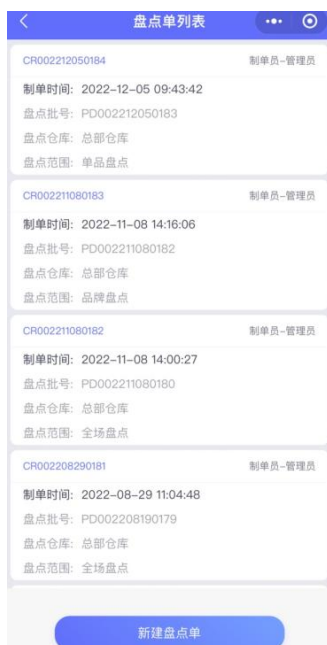 盘点单列表
CR002212050184 制单员-管理员
制单时间: 2022-12-05 09:43:42
盘点批号: PD002212050183
盘点仓库: 总部仓库
盘点范围: 单品盘点
CR002211080183 制单员-管理员
制单时间: 2022-11-08 14:16:06
盘点批号: PD002211080182
盘点仓库: 总部仓库
盘点范围: 品牌盘点
CR002211080182 制单员-管理员
制单时间: 2022-11-08 14:00:27
盘点批号: PD002211080180
盘点仓库: 总部仓库
盘点范围: 全场盘点
CR002208290181 制单员-管理员
制单时间: 2022-08-29 11:04:48
盘点批号: PD002208190179
盘点仓库: 总部仓库
盘点范围: 全场盘点
新建盘点单